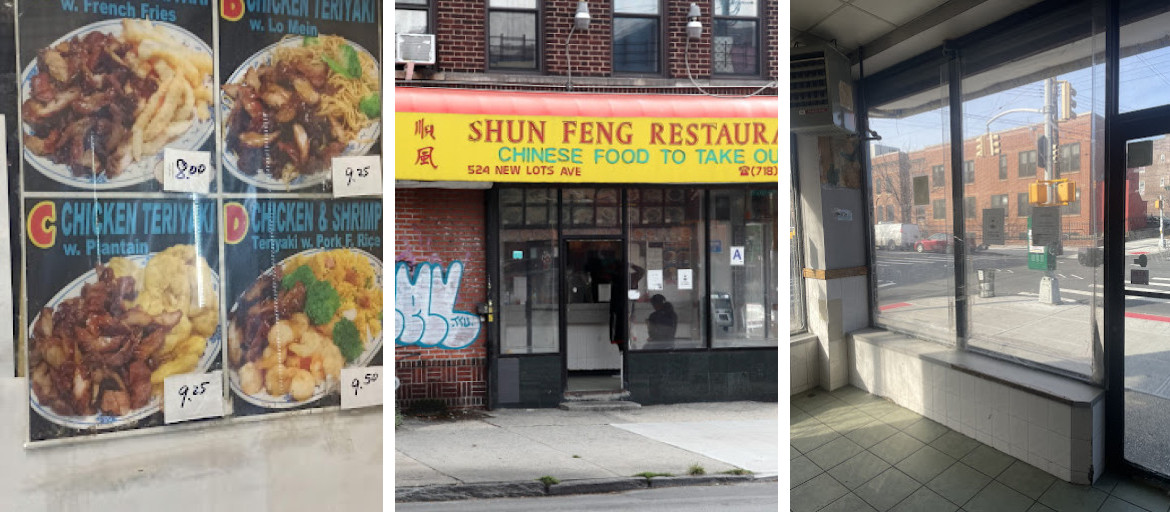 w. French Fries
8.00
CHICKEN TERIYAKI
w. Lo Mein
9.25
C CHICKEN TERIYAKI
w. Plantain
9.25
D CHICKEN & SHRIMP
Teriyaki w. Pork F. Rice
9.50
順風
SHUN FENG RESTAURA
CHINESE FOOD TO TAKE OU
524 NEW LOTS AVE
☎(718)
A